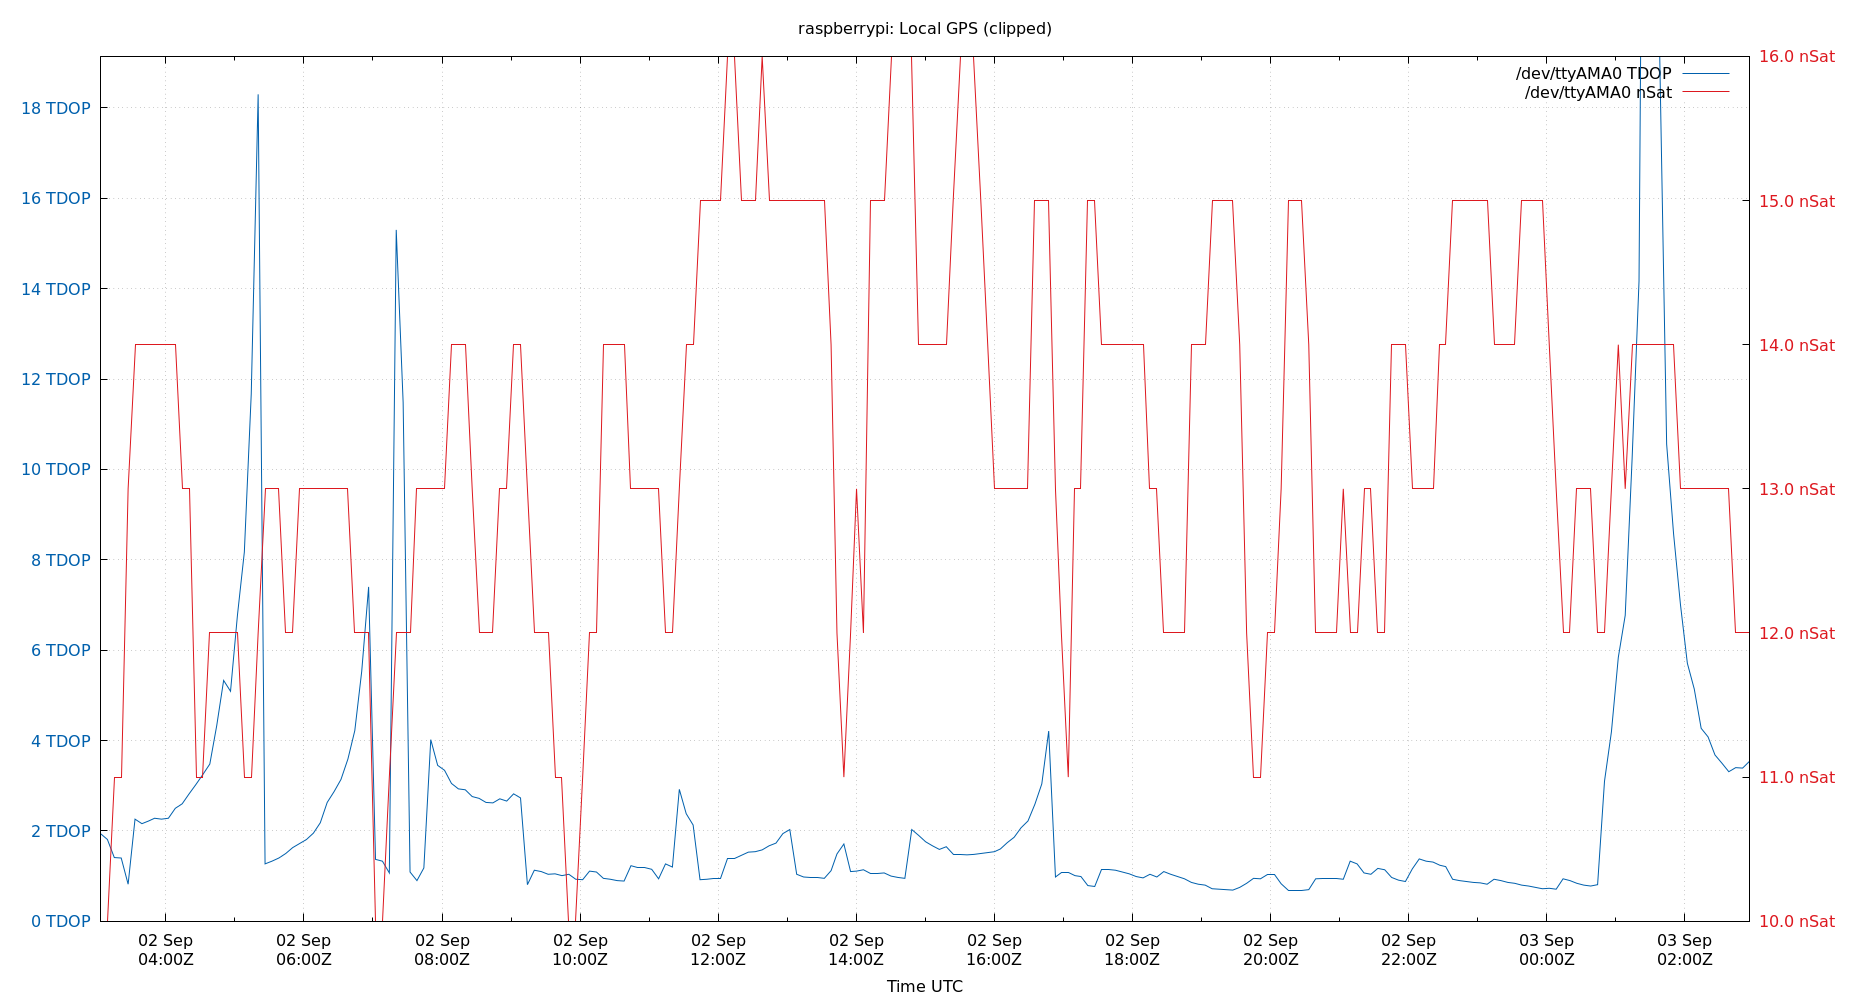 raspberrypi: Local GPS (clipped)
16.0 nSat
/dev/ttyAMA0 TDOP
/dev/ttyAMA0 nSat
18 TDOP
16 TDOP
15.0 nSat
14 TDOP
14.0 nSat
12 TDOP
10 TDOP
13.0 nSat
8 TDOP
12.0 nSat
6 TDOP
4 TDOP
11.0 nSat
2 TDOP
0 TDOP
10.0 nSat
02 Sep 02 Sep 02 Sep 02 Sep 02 Sep 02 Sep 02 Sep 02 Sep 02 Sep 02 Sep 03 Sep 03 Sep
04:00Z 06:00Z 08:00Z 10:00Z 12:00Z 14:00Z 16:00Z 18:00Z 20:00Z 22:00Z 00:00Z 02:00Z
Time UTC